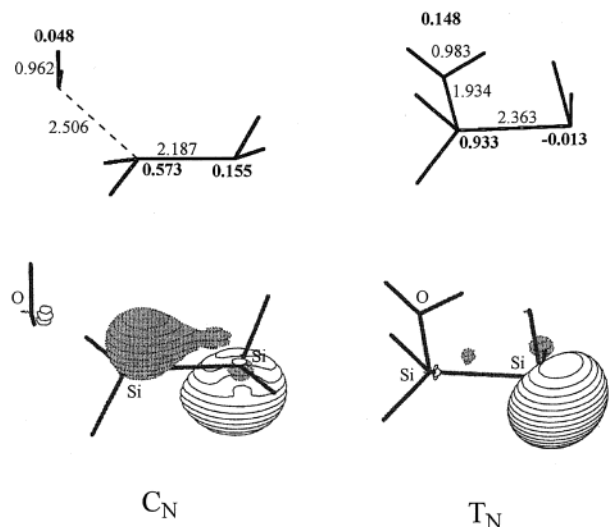 0.048
0.962
2.506
2.187
0.573
0.155
0.148
0.983
1.934
2.363
0.933
-0.013
O
Si
Si
O
Si
Si
C_N
T_N